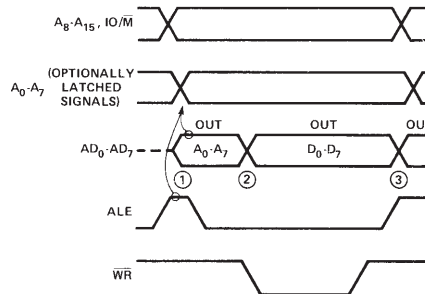 A8-A15, IO/M̅
A0-A7 (OPTIONALLY LATCHED SIGNALS)
OUT OUT OU
AD0-AD7 A0-A7 D0-D7
1 2 3
ALE
W̅R̅